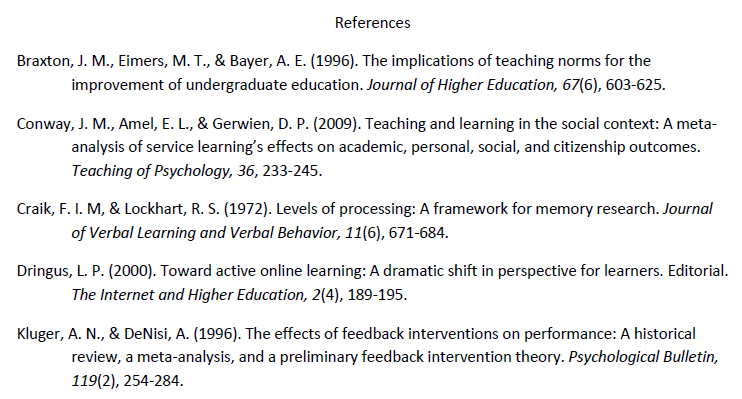 References
Braxton, J. M., Eimers, M. T., & Bayer, A. E. (1996). The implications of teaching norms for the
improvement of undergraduate education. Journal of Higher Education, 67(6), 603-625.
Conway, J. M., Amel, E. L., & Gerwien, D. P. (2009). Teaching and learning in the social context: A meta-
analysis of service learning’s effects on academic, personal, social, and citizenship outcomes.
Teaching of Psychology, 36, 233-245.
Craik, F. I. M, & Lockhart, R. S. (1972). Levels of processing: A framework for memory research. Journal
of Verbal Learning and Verbal Behavior, 11(6), 671-684.
Dringus, L. P. (2000). Toward active online learning: A dramatic shift in perspective for learners. Editorial.
The Internet and Higher Education, 2(4), 189-195.
Kluger, A. N., & DeNisi, A. (1996). The effects of feedback interventions on performance: A historical
review, a meta-analysis, and a preliminary feedback intervention theory. Psychological Bulletin,
119(2), 254-284.